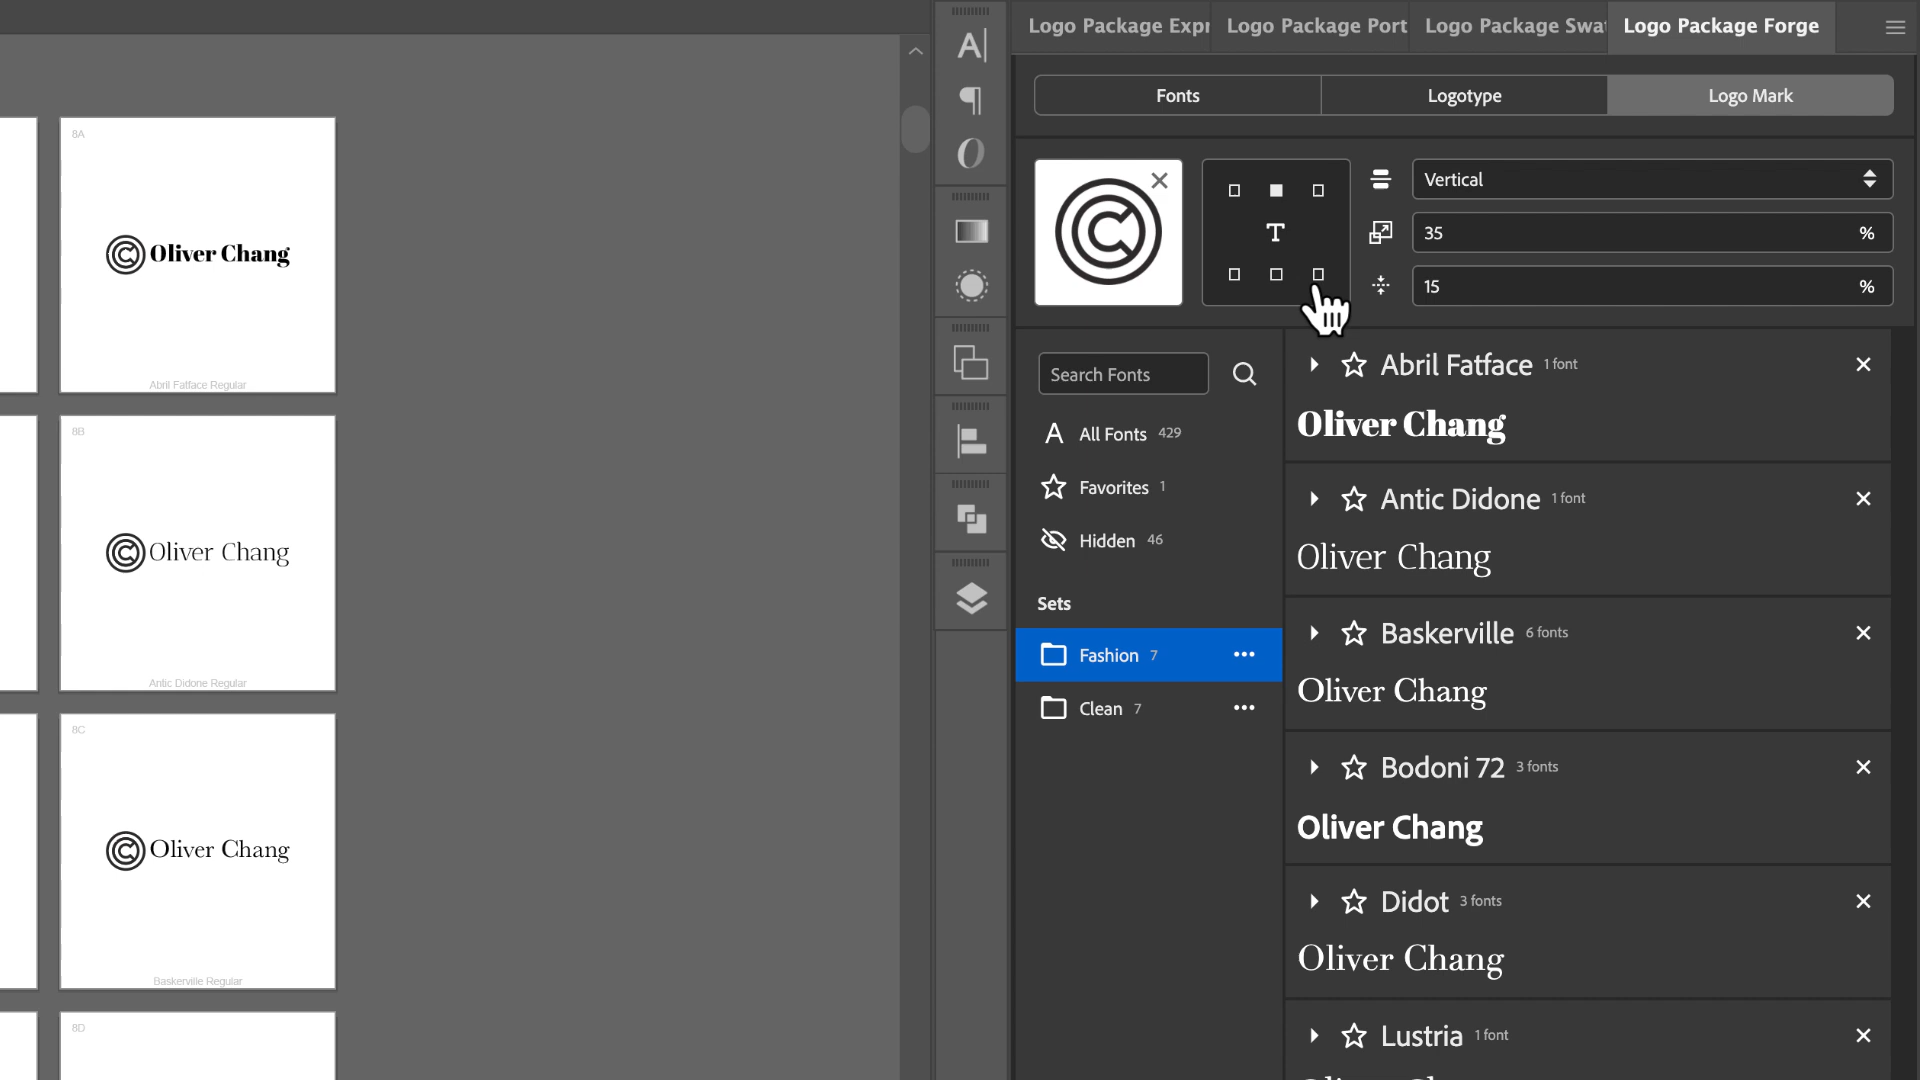 Logo Package Expr
Logo Package Port
Logo Package Swat
Logo Package Forge
Fonts
Logotype
Logo Mark
T
Vertical
35 %
15 %
Search Fonts
All Fonts 429
Favorites 1
Hidden 46
Sets
Fashion 7
Clean 7
Abril Fatface 1 font
Oliver Chang
Antic Didone 1 font
Oliver Chang
Baskerville 6 fonts
Oliver Chang
Bodoni 72 3 fonts
Oliver Chang
Didot 3 fonts
Oliver Chang
Lustria 1 font
8A
Oliver Chang
Abril Fatface Regular
8B
Oliver Chang
Antic Didone Regular
8C
Oliver Chang
Baskerville Regular
8D